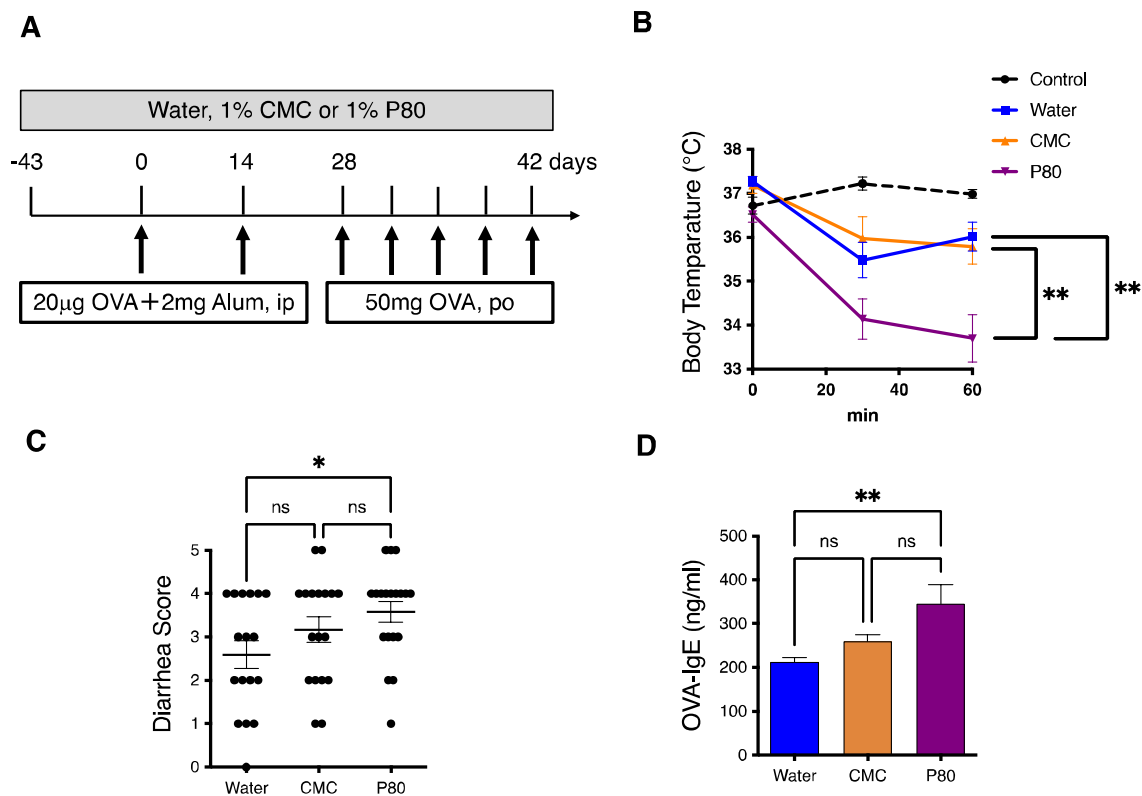 A
Water, 1% CMC or 1% P80
-43 0 14 28 42 days
20μg OVA+2mg Alum, ip
50mg OVA, po
B
Control
Water
CMC
P80
Body Temparature (°C)
38
37
36
35
34
33
0 20 40 60
min
**
**
C
*
ns ns
Diarrhea Score
5
4
3
2
1
0
Water CMC P80
D
**
ns ns
OVA-IgE (ng/ml)
500
400
300
200
100
0
Water CMC P80